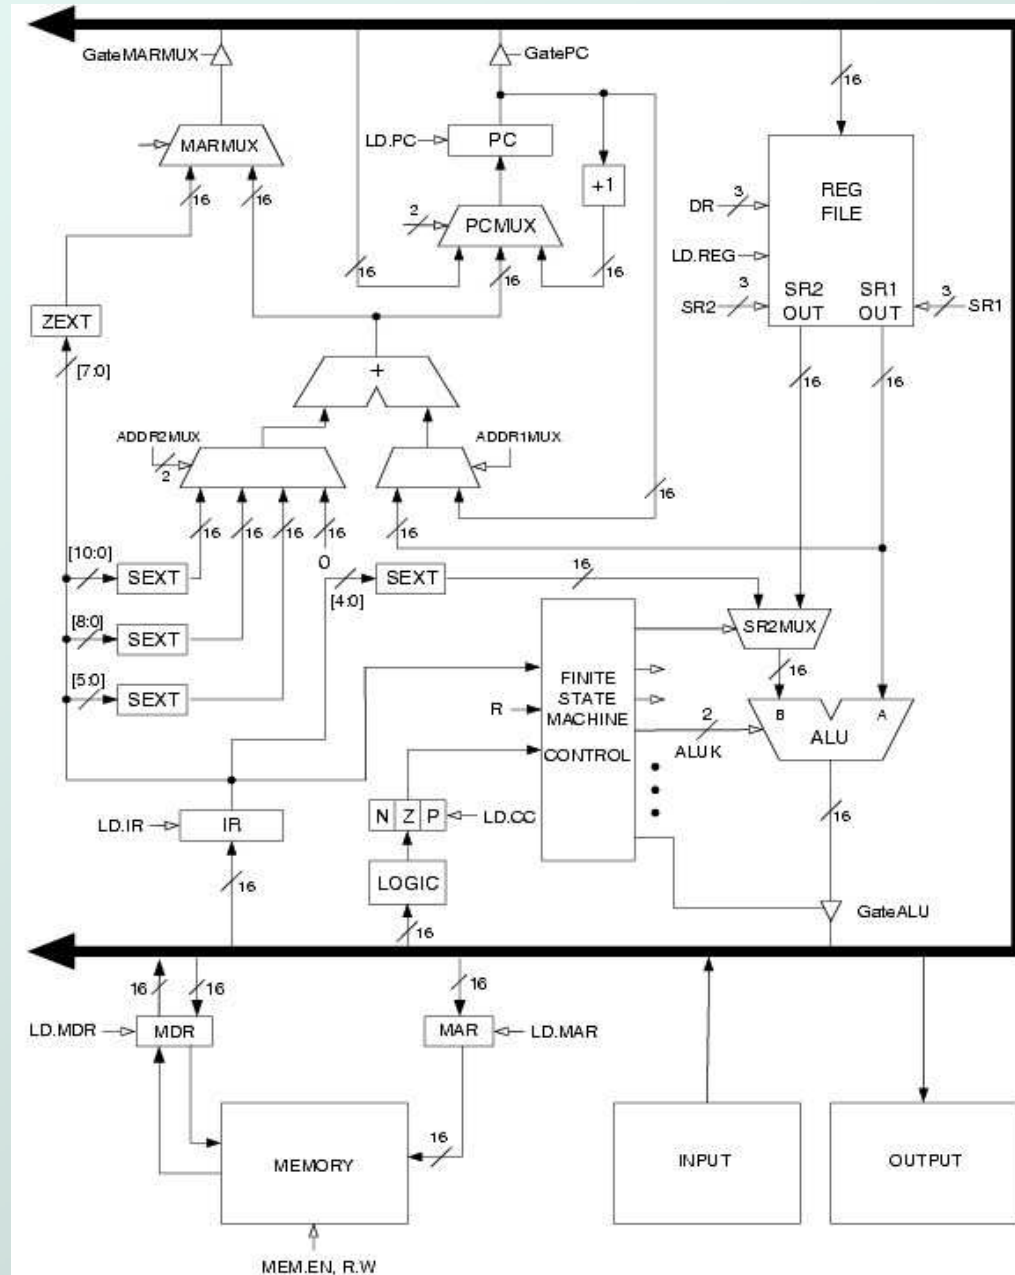 GateMARMUX
GatePC
16
MARMUX
LD.PC
PC
+1
REG
FILE
DR
3
16
16
2
PCMUX
LD.REG
16
16
16
SR2
3
SR2
OUT
SR1
OUT
3
SR1
ZEXT
[7:0]
+
16
16
ADDR2MUX
2
ADDR1MUX
16
16
16
16
16
16
0
[10:0]
SEXT
[4:0]
SEXT
16
[8:0]
SEXT
SR2MUX
[5:0]
SEXT
16
FINITE
STATE
MACHINE
CONTROL
R
2
ALUK
B
A
ALU
LD.IR
IR
N Z P
LD.CC
16
16
LOGIC
16
GateALU
16
16
16
LD.MDR
MDR
MAR
LD.MAR
16
MEMORY
INPUT
OUTPUT
MEM.EN, R.W